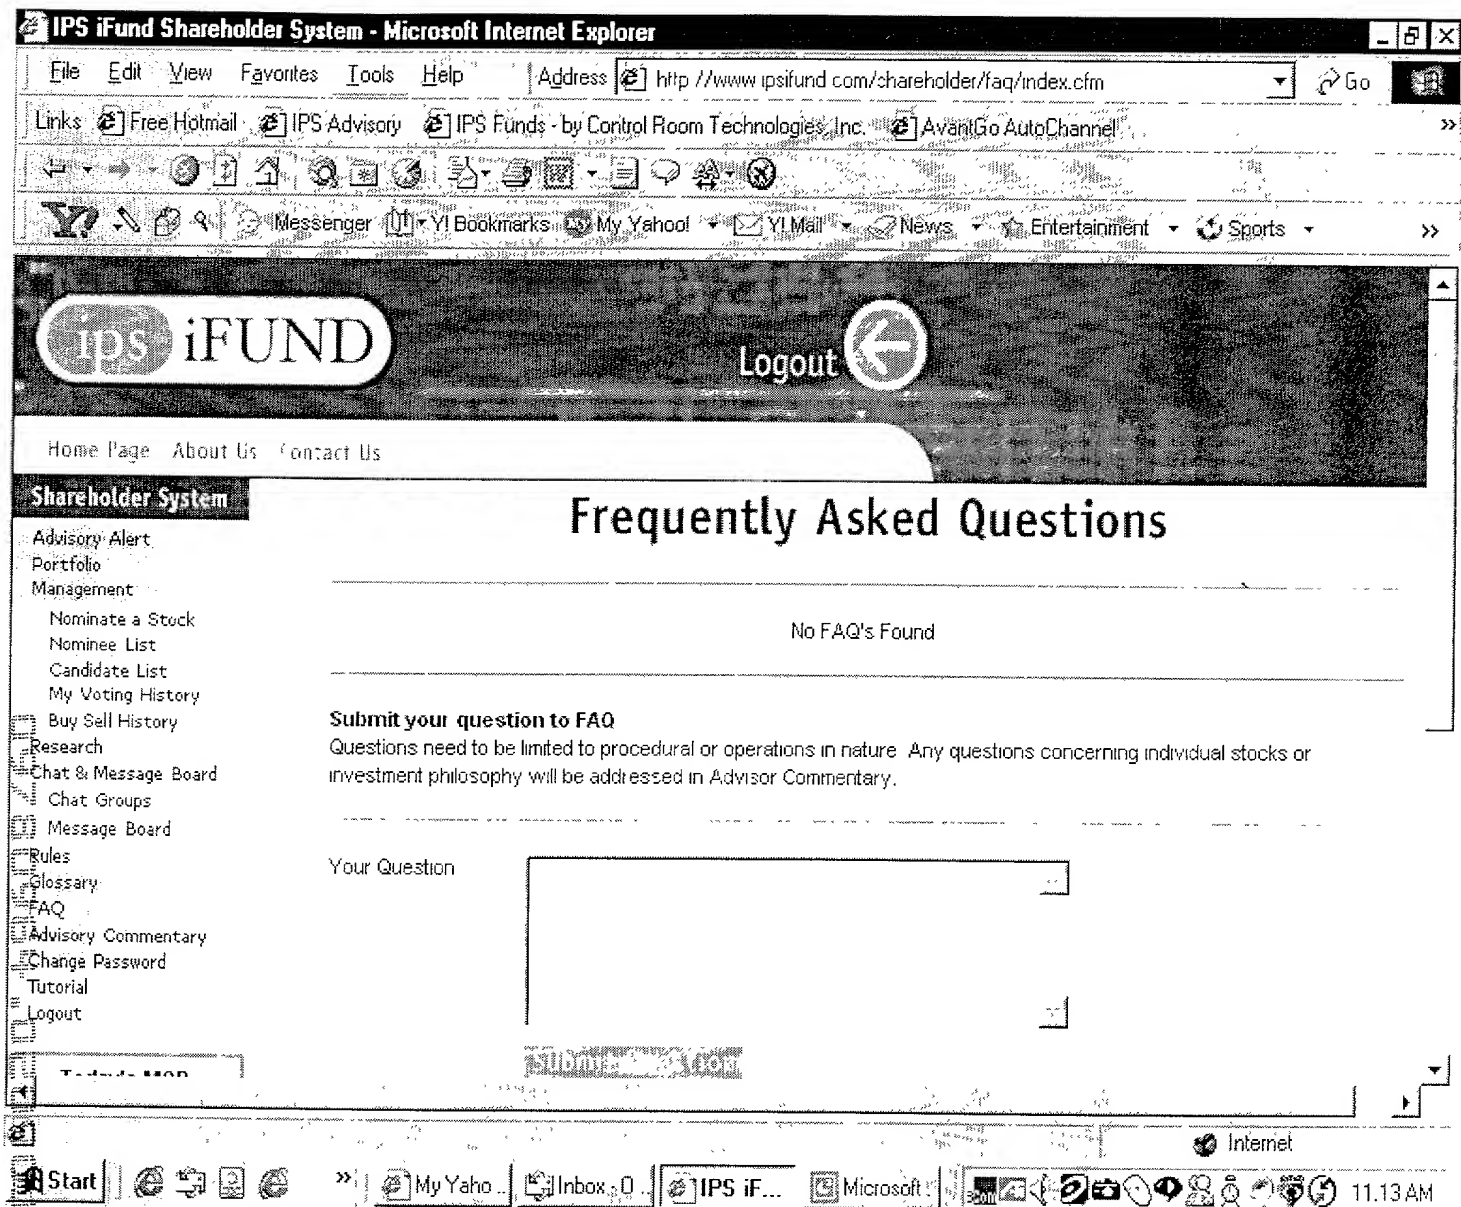 IPS iFund Shareholder System - Microsoft Internet Explorer
File Edit View Favorites Tools Help Address http //www ipsifund com/shareholder/faq/index.cfm Go
Links Free Hotmail IPS Advisory IPS Funds - by Control Room Technologies, Inc. AvantGo AutoChannel »
Y! Messenger Y! Bookmarks My Yahoo! Y! Mail News Entertainment Sports »
ips iFUND
Logout
Home Page About Us Contact Us
Shareholder System
Frequently Asked Questions
Advisory Alert
Portfolio
Management
Nominate a Stock
Nominee List
No FAQ's Found
Candidate List
My Voting History
Buy Sell History
Submit your question to FAQ
Research
Questions need to be limited to procedural or operations in nature Any questions concerning individual stocks or
Chat & Message Board
investment philosophy will be addressed in Advisor Commentary.
Chat Groups
Message Board
Rules
Your Question
Glossary
FAQ
Advisory Commentary
Change Password
Tutorial
Logout
Internet
Start » My Yaho... Inbox - O... IPS iF... Microsoft 11.13 AM